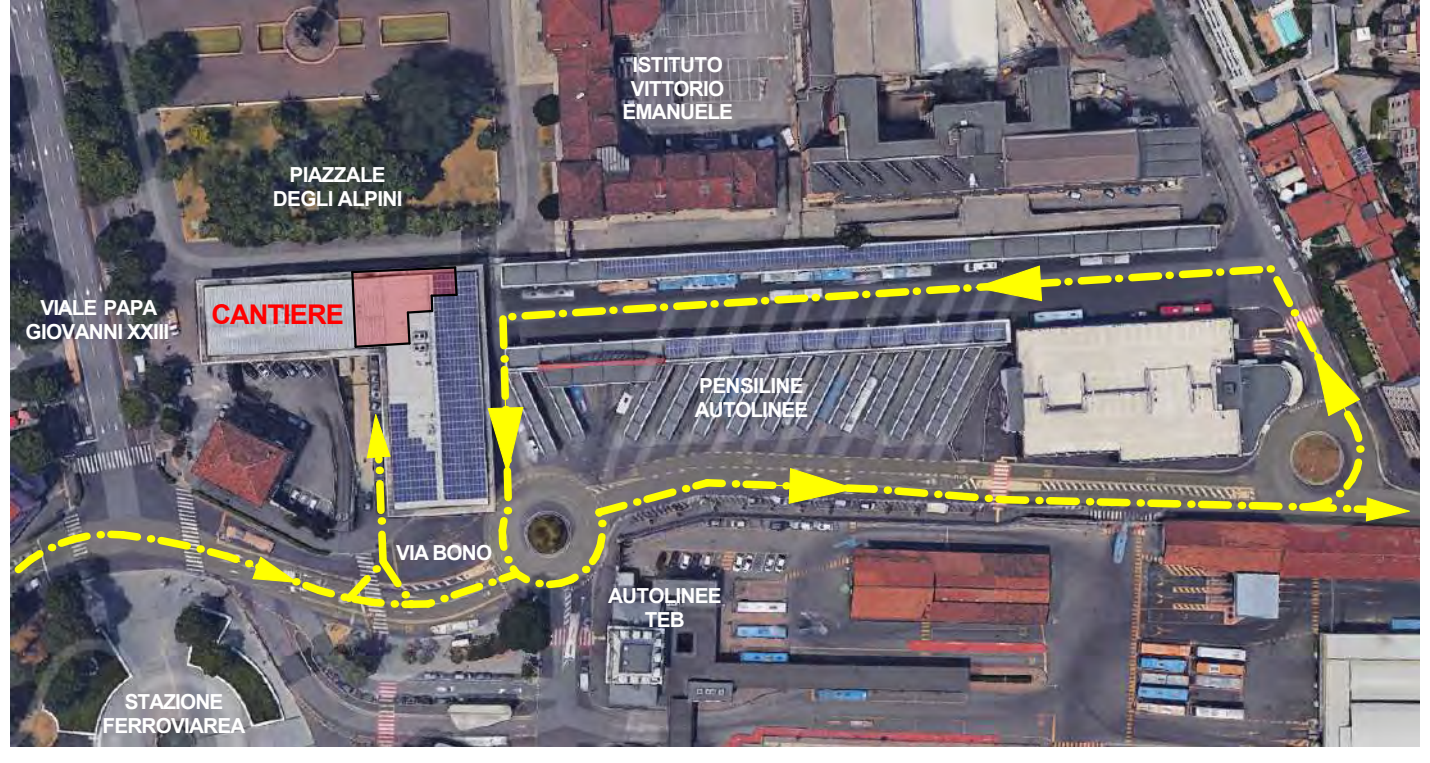 ISTITUTO
VITTORIO
EMANUELE
PIAZZALE
DEGLI ALPINI
VIALE PAPA
GIOVANNI XXIII
CANTIERE
PENSILINE
AUTOLINEE
VIA BONO
AUTOLINEE
TEB
STAZIONE
FERROVIAREA